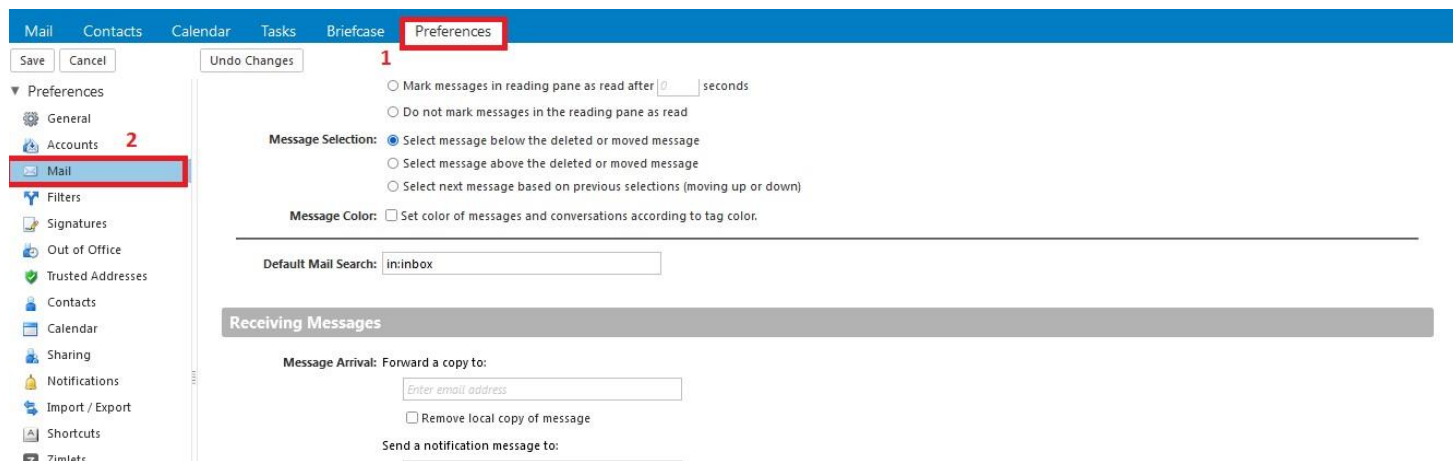 Mail Contacts Calendar Tasks Briefcase Preferences
Save Cancel Undo Changes 1
Preferences
General
Accounts 2
Mail
Filters
Signatures
Out of Office
Trusted Addresses
Contacts
Calendar
Sharing
Notifications
Import / Export
Shortcuts
Zimlets
Mark messages in reading pane as read after 0 seconds
Do not mark messages in the reading pane as read
Message Selection: Select message below the deleted or moved message
Select message above the deleted or moved message
Select next message based on previous selections (moving up or down)
Message Color: Set color of messages and conversations according to tag color.
Default Mail Search: in:inbox
Receiving Messages
Message Arrival: Forward a copy to:
Enter email address
Remove local copy of message
Send a notification message to: